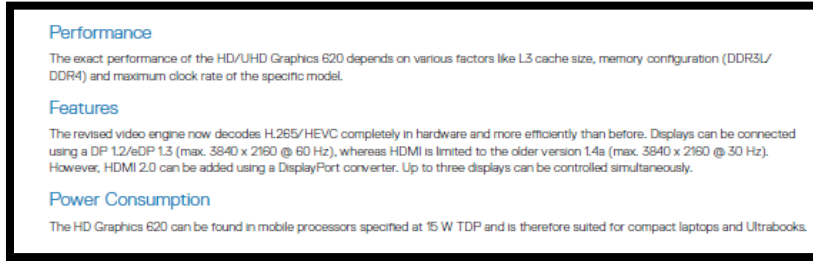 Performance
The exact performance of the HD/UHD Graphics 620 depends on various factors like L3 cache size, memory configuration (DDR3L/
DDR4) and maximum clock rate of the specific model.
Features
The revised video engine now decodes H.265/HEVC completely in hardware and more efficiently than before. Displays can be connected
using a DP 1.2/eDP 1.3 (max. 3840 x 2160 @ 60 Hz), whereas HDMI is limited to the older version 1.4a (max. 3840 x 2160 @ 30 Hz).
However, HDMI 2.0 can be added using a DisplayPort converter. Up to three displays can be controlled simultaneously.
Power Consumption
The HD Graphics 620 can be found in mobile processors specified at 15 W TDP and is therefore suited for compact laptops and Ultrabooks.